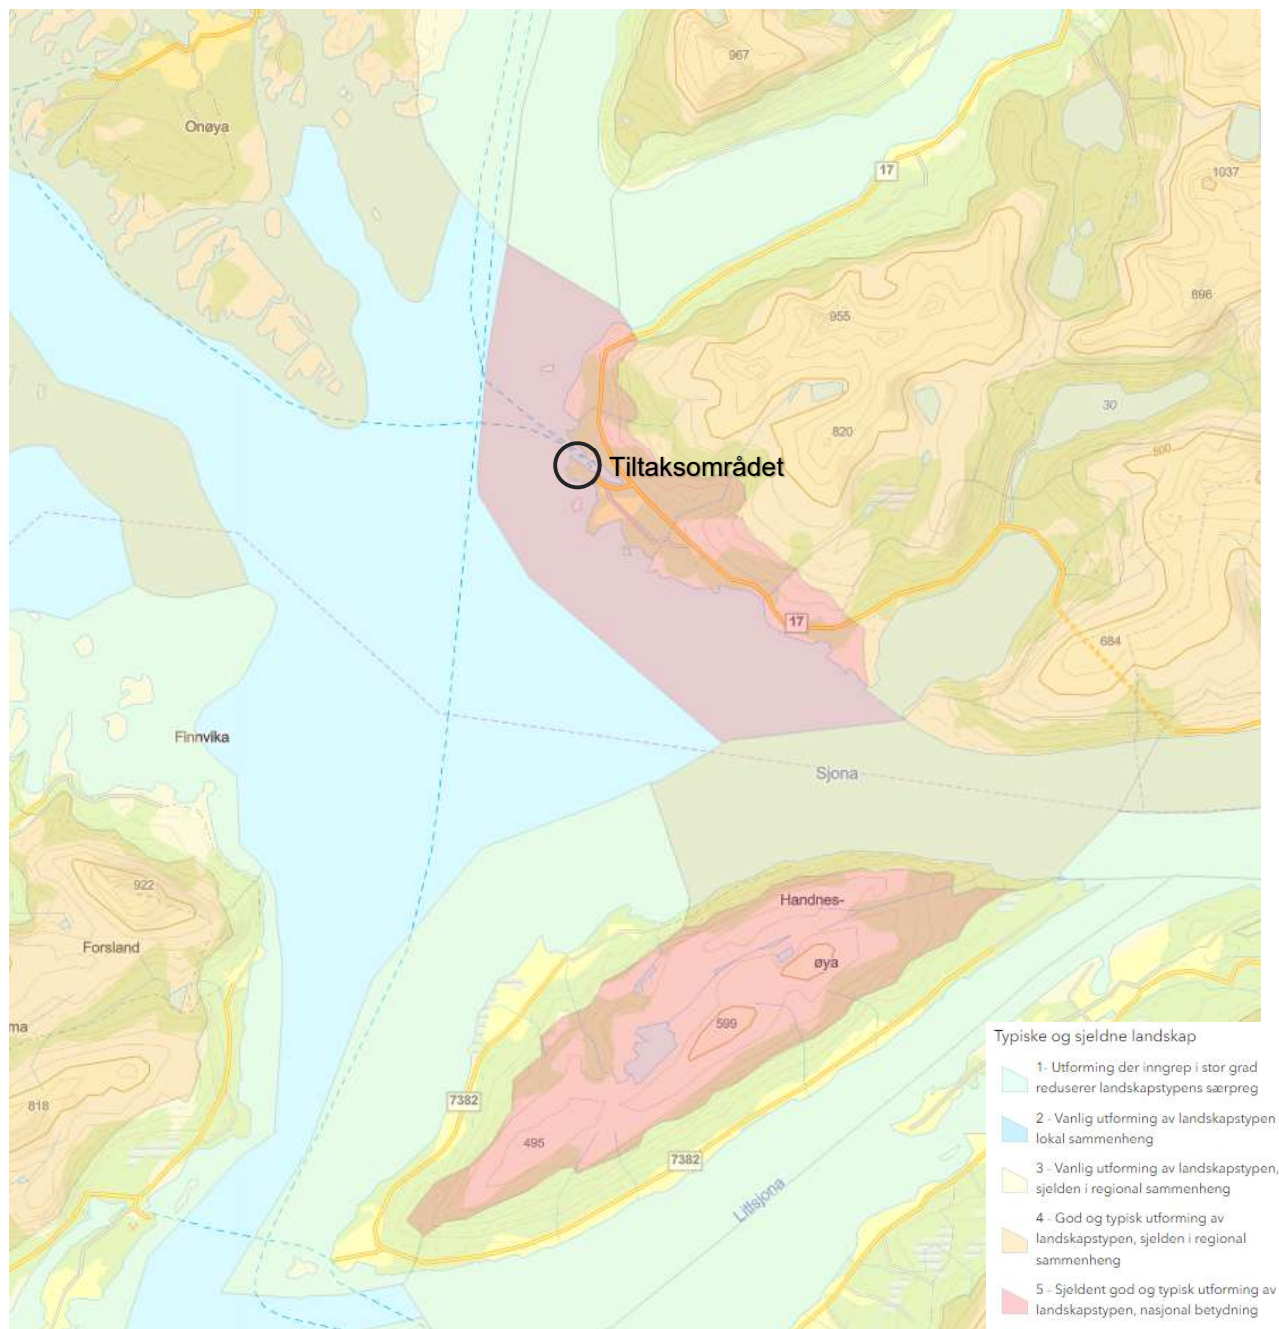 967
Onøya
17
1037
896
955
30
820
800
Tiltaksområdet
17
684
Finnvika
Sjona
922
Handnes-
Forsland
øya
ma
599
818
7382
495
7382
Litlsjona
Typiske og sjeldne landskap
1- Utforming der inngrep i stor grad
reduserer landskapstypens særpreg
2 - Vanlig utforming av landskapstypen
lokal sammenheng
3 - Vanlig utforming av landskapstypen,
sjelden i regional sammenheng
4 - God og typisk utforming av
landskapstypen, sjelden i regional
sammenheng
5 - Sjeldent god og typisk utforming av
landskapstypen, nasjonal betydning